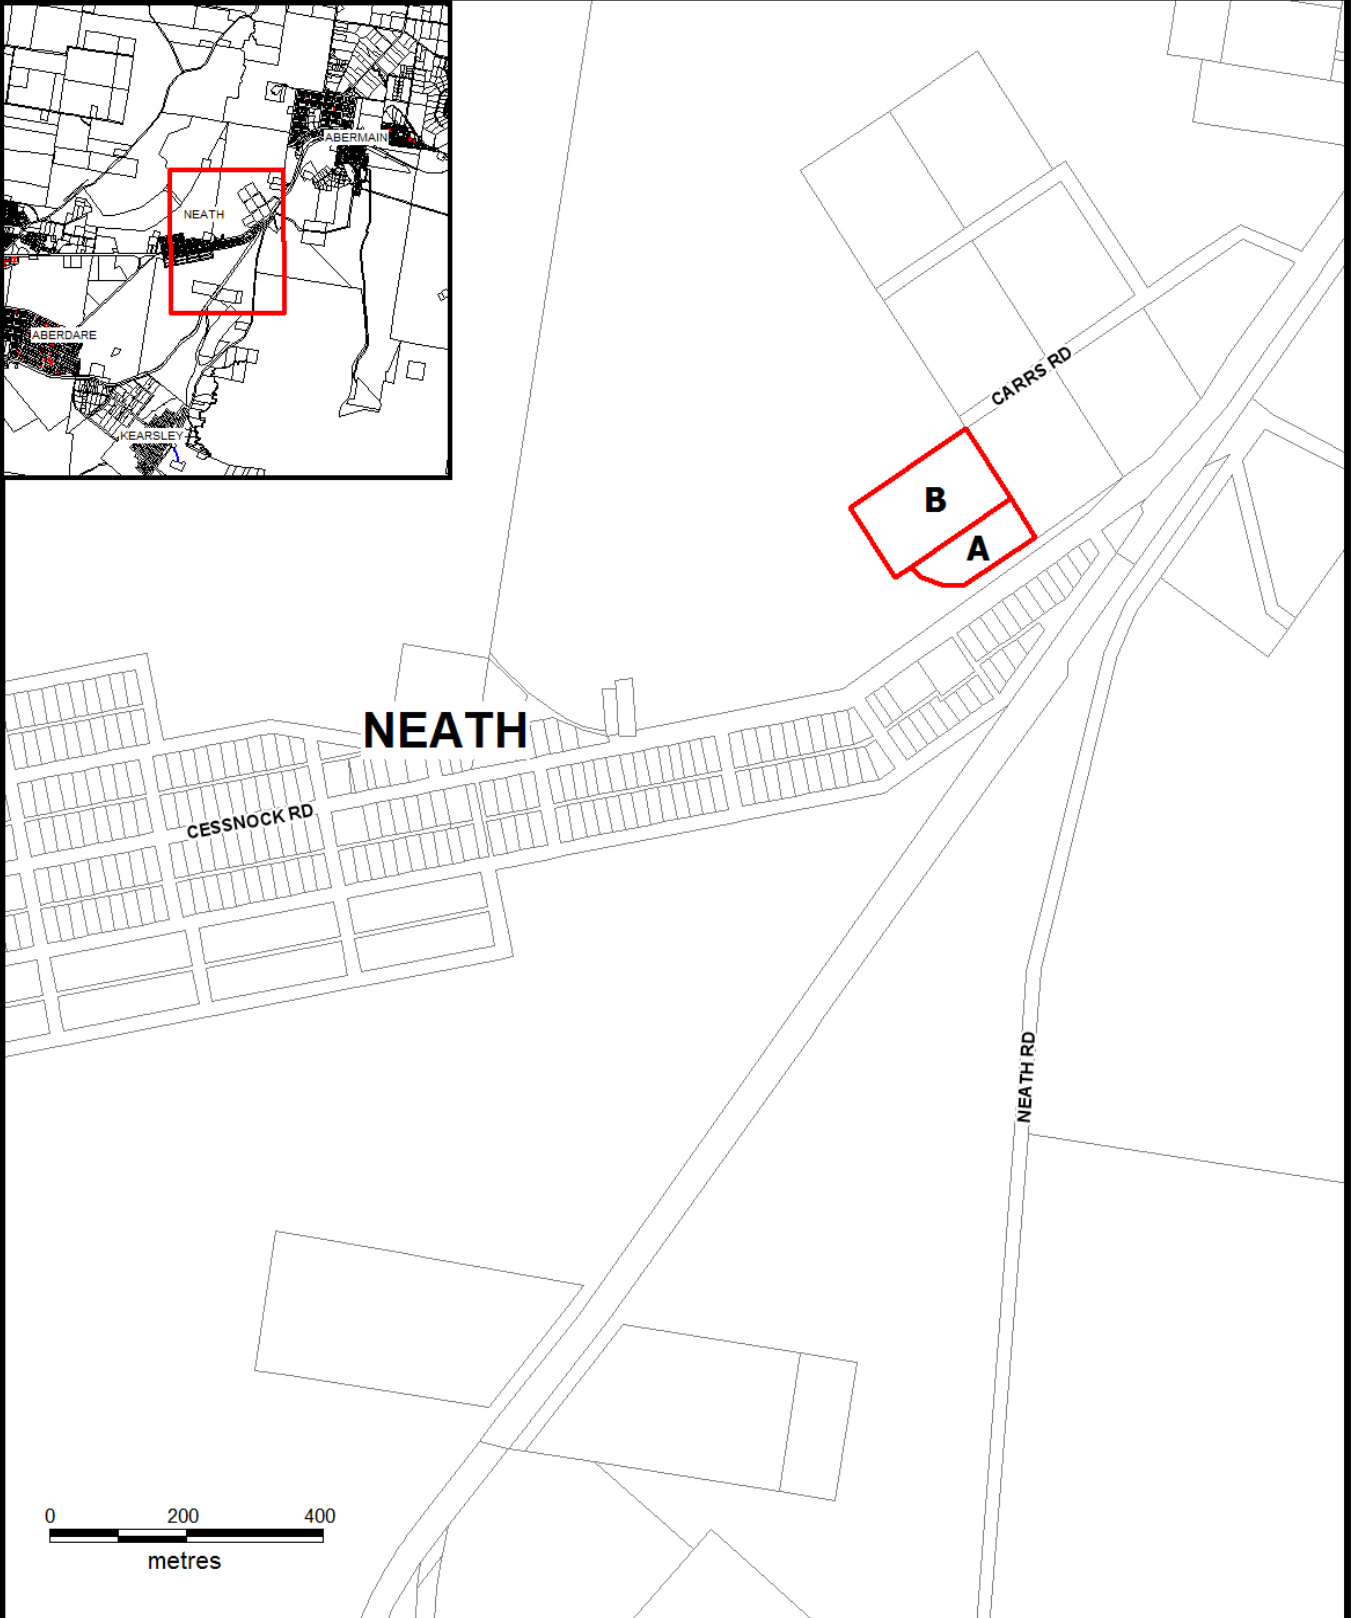 ABERMAIN
NEATH
ABERDARE
KEARSLEY
CARRS RD
B
A
NEATH
CESSNOCK RD
NEATH RD
0 200 400
metres